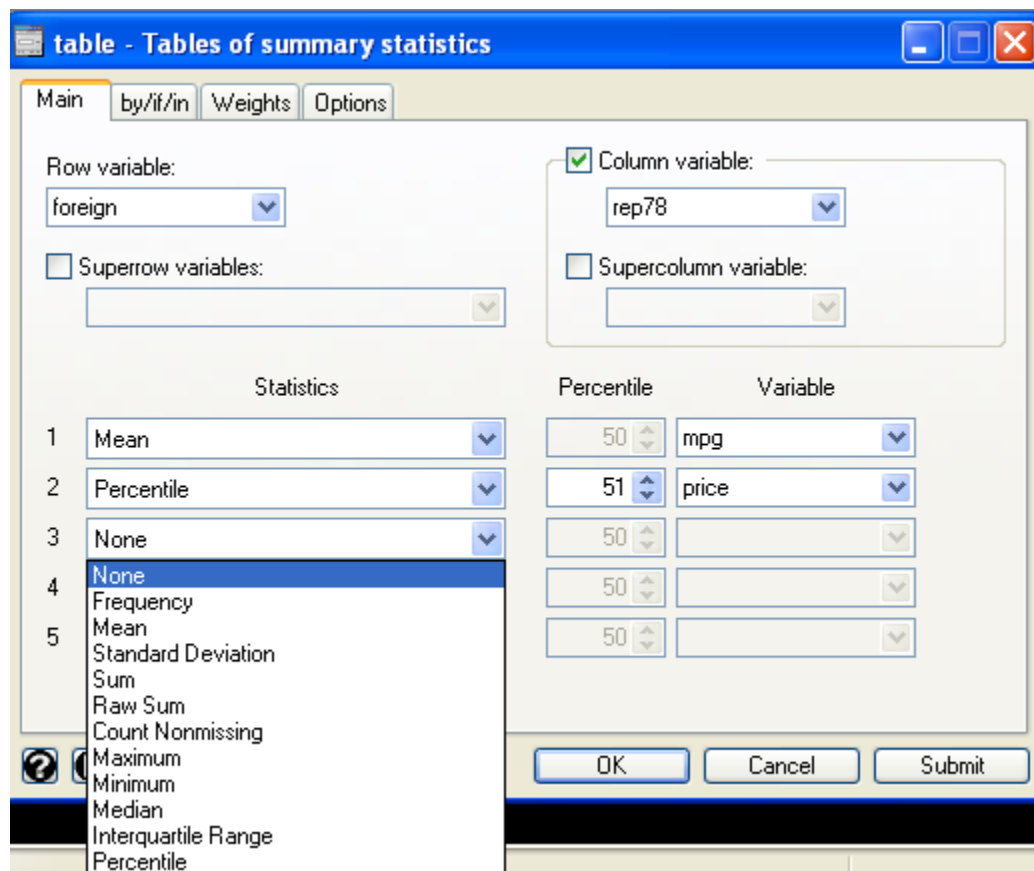 table - Tables of summary statistics
Main by/if/in Weights Options
Row variable:
foreign
Column variable:
rep78
Superrow variables:
Supercolumn variable:
Statistics Percentile Variable
1 Mean 50 mpg
2 Percentile 51 price
3 None 50
4 50
5 50
None
Frequency
Mean
Standard Deviation
Sum
Raw Sum
Count Nonmissing
Maximum
Minimum
Median
Interquartile Range
Percentile
? OK Cancel Submit